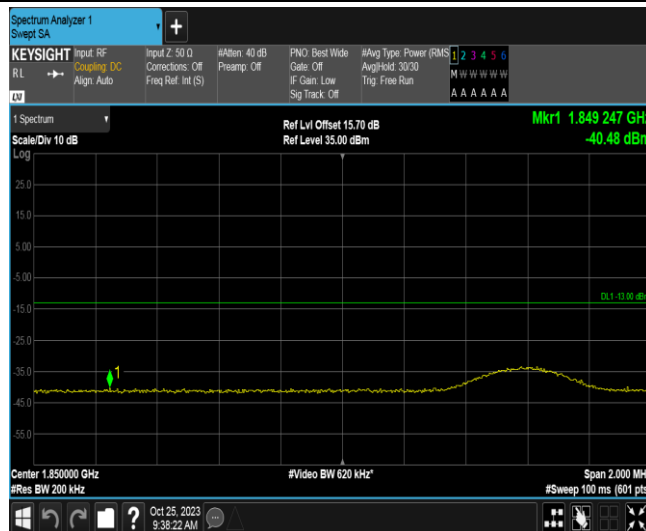 Spectrum Analyzer 1
Swept SA
KEYSIGHT
RL
LXI
Input: RF
Coupling: DC
Align: Auto
Input Z: 50 Ω
Corrections: Off
Freq Ref: Int (S)
#Atten: 40 dB
Preamp: Off
PNO: Best Wide
Gate: Off
IF Gain: Low
Sig Track: Off
#Avg Type: Power (RMS
Avg|Hold: 30/30
Trig: Free Run
1 2 3 4 5 6
M W W W W W
A A A A A A
1 Spectrum
Scale/Div 10 dB
Ref Lvl Offset 15.70 dB
Ref Level 35.00 dBm
Mkr1 1.849 247 GHz
-40.48 dBm
Log
25.0
15.0
5.00
-5.00
DL1 -13.00 dBm
-15.0
-25.0
-35.0
1
-45.0
-55.0
Center 1.850000 GHz
#Video BW 620 kHz*
Span 2.000 MH
#Res BW 200 kHz
#Sweep 100 ms (601 pts
?
Oct 25, 2023
9:38:22 AM